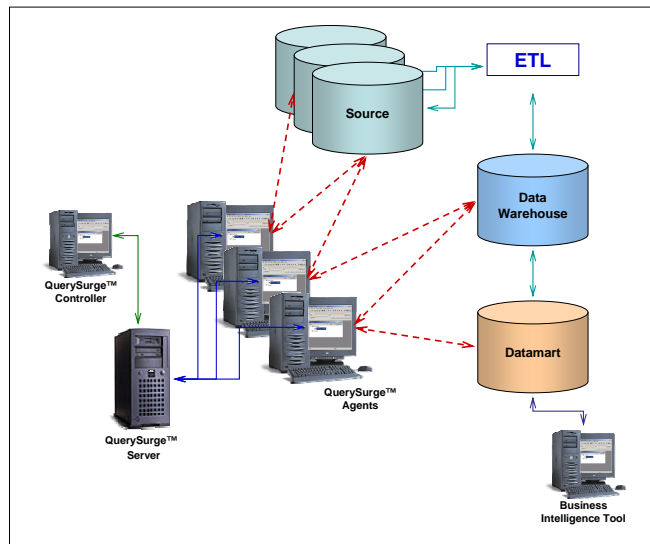 ETL
Source
Data
Warehouse
QuerySurge™
Controller
Datamart
QuerySurge™
Agents
QuerySurge™
Server
Business
Intelligence Tool